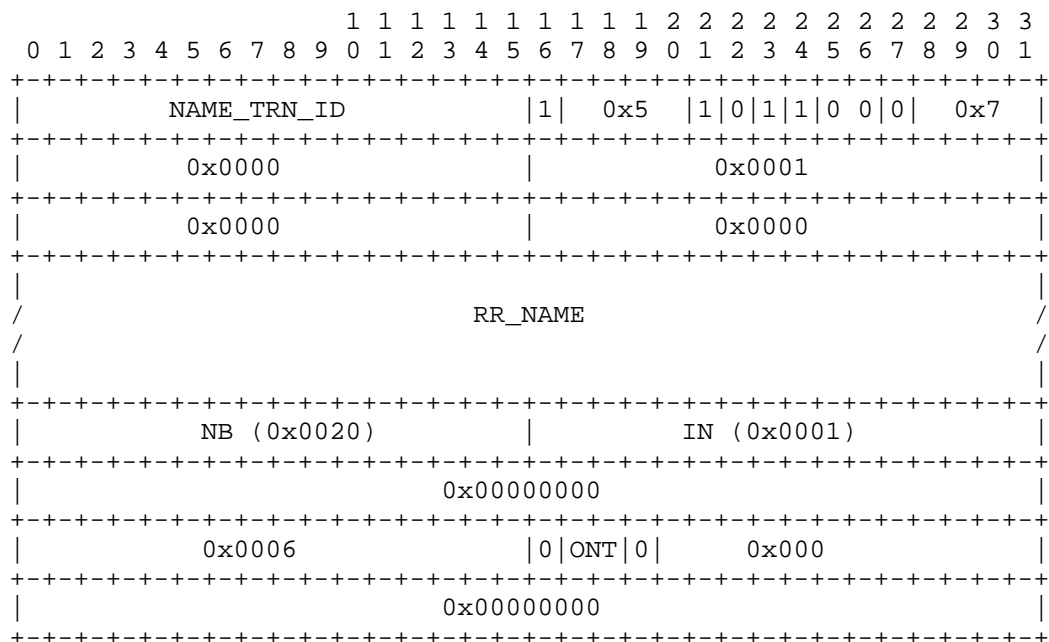 1 1 1 1 1 1 1 1 1 1 2 2 2 2 2 2 2 2 2 2 3 3
 0 1 2 3 4 5 6 7 8 9 0 1 2 3 4 5 6 7 8 9 0 1 2 3 4 5 6 7 8 9 0 1
+-+-+-+-+-+-+-+-+-+-+-+-+-+-+-+-+-+-+-+-+-+-+-+-+-+-+-+-+-+-+-+-+
|         NAME_TRN_ID           |1|  0x5  |1|0|1|1|0 0|0|  0x7  |
+-+-+-+-+-+-+-+-+-+-+-+-+-+-+-+-+-+-+-+-+-+-+-+-+-+-+-+-+-+-+-+-+
|          0x0000               |           0x0001              |
+-+-+-+-+-+-+-+-+-+-+-+-+-+-+-+-+-+-+-+-+-+-+-+-+-+-+-+-+-+-+-+-+
|          0x0000               |           0x0000              |
+-+-+-+-+-+-+-+-+-+-+-+-+-+-+-+-+-+-+-+-+-+-+-+-+-+-+-+-+-+-+-+-+
|                                                               |
/                            RR_NAME                            /
/                                                               /
|                                                               |
+-+-+-+-+-+-+-+-+-+-+-+-+-+-+-+-+-+-+-+-+-+-+-+-+-+-+-+-+-+-+-+-+
|           NB (0x0020)         |         IN (0x0001)           |
+-+-+-+-+-+-+-+-+-+-+-+-+-+-+-+-+-+-+-+-+-+-+-+-+-+-+-+-+-+-+-+-+
|                          0x00000000                           |
+-+-+-+-+-+-+-+-+-+-+-+-+-+-+-+-+-+-+-+-+-+-+-+-+-+-+-+-+-+-+-+-+
|           0x0006              |0|ONT|0|     0x000             |
+-+-+-+-+-+-+-+-+-+-+-+-+-+-+-+-+-+-+-+-+-+-+-+-+-+-+-+-+-+-+-+-+
|                          0x00000000                           |
+-+-+-+-+-+-+-+-+-+-+-+-+-+-+-+-+-+-+-+-+-+-+-+-+-+-+-+-+-+-+-+-+